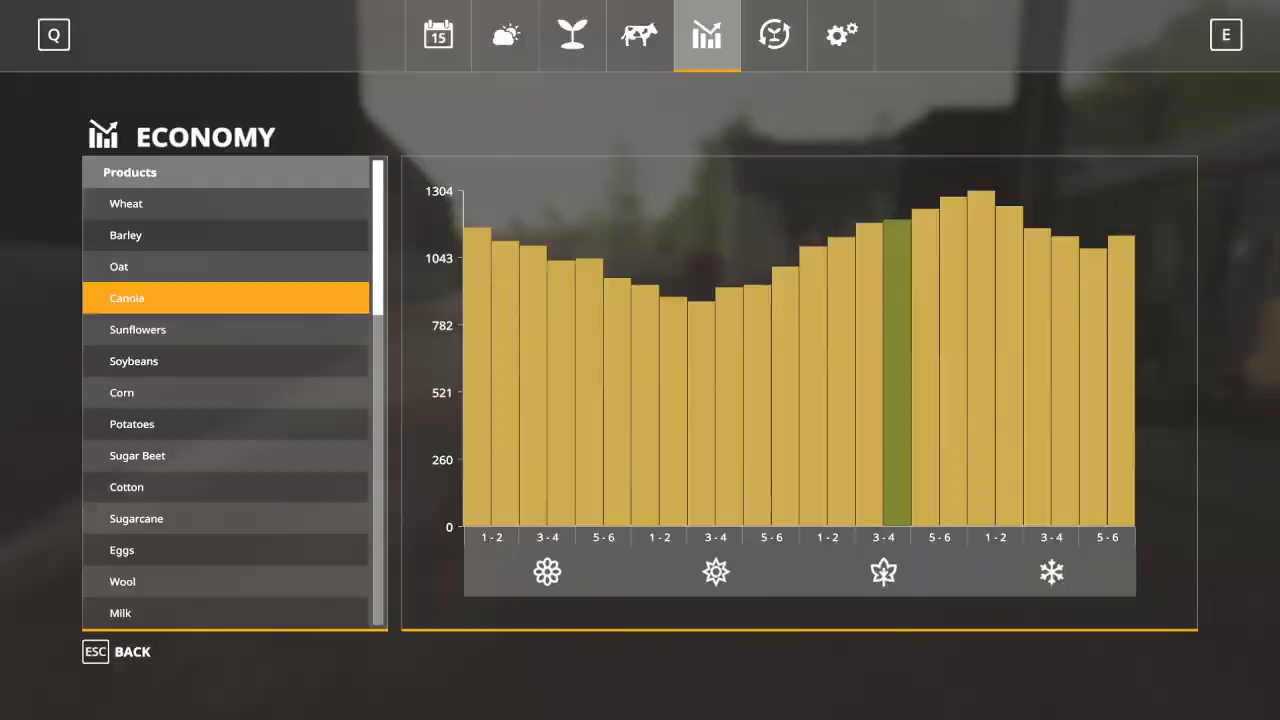 Q
15
E
ECONOMY
Products
Wheat
Barley
Oat
Canola
Sunflowers
Soybeans
Corn
Potatoes
Sugar Beet
Cotton
Sugarcane
Eggs
Wool
Milk
1304
1043
782
521
260
0
1 - 2 3 - 4 5 - 6 1 - 2 3 - 4 5 - 6 1 - 2 3 - 4 5 - 6 1 - 2 3 - 4 5 - 6
ESC BACK